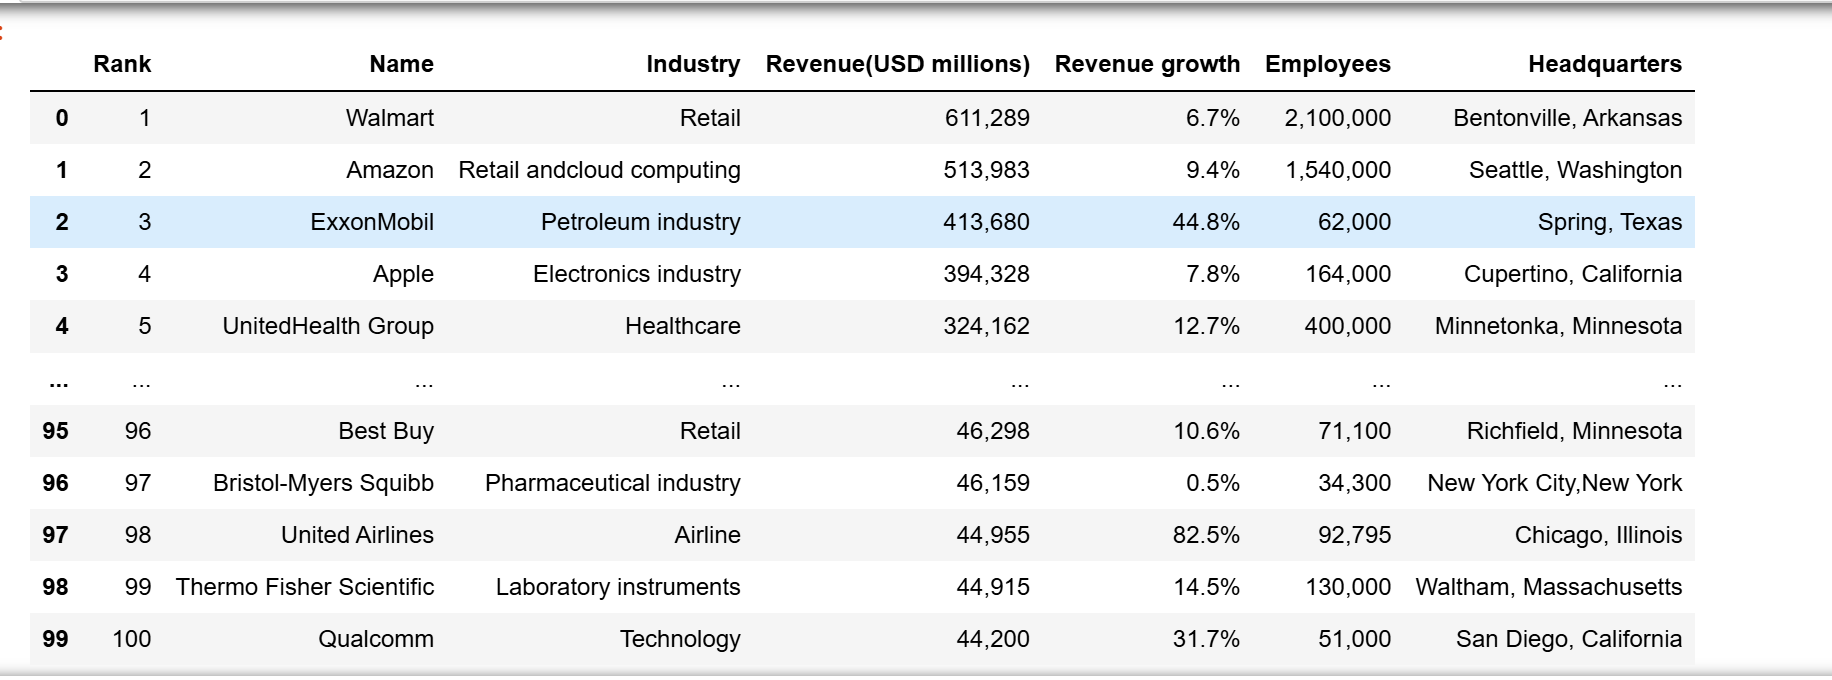 Rank Name Industry Revenue(USD millions) Revenue growth Employees Headquarters
0 1 Walmart Retail 611,289 6.7% 2,100,000 Bentonville, Arkansas
1 2 Amazon Retail andcloud computing 513,983 9.4% 1,540,000 Seattle, Washington
2 3 ExxonMobil Petroleum industry 413,680 44.8% 62,000 Spring, Texas
3 4 Apple Electronics industry 394,328 7.8% 164,000 Cupertino, California
4 5 UnitedHealth Group Healthcare 324,162 12.7% 400,000 Minnetonka, Minnesota
... ... ... ... ... ... ... ...
95 96 Best Buy Retail 46,298 10.6% 71,100 Richfield, Minnesota
96 97 Bristol-Myers Squibb Pharmaceutical industry 46,159 0.5% 34,300 New York City,New York
97 98 United Airlines Airline 44,955 82.5% 92,795 Chicago, Illinois
98 99 Thermo Fisher Scientific Laboratory instruments 44,915 14.5% 130,000 Waltham, Massachusetts
99 100 Qualcomm Technology 44,200 31.7% 51,000 San Diego, California